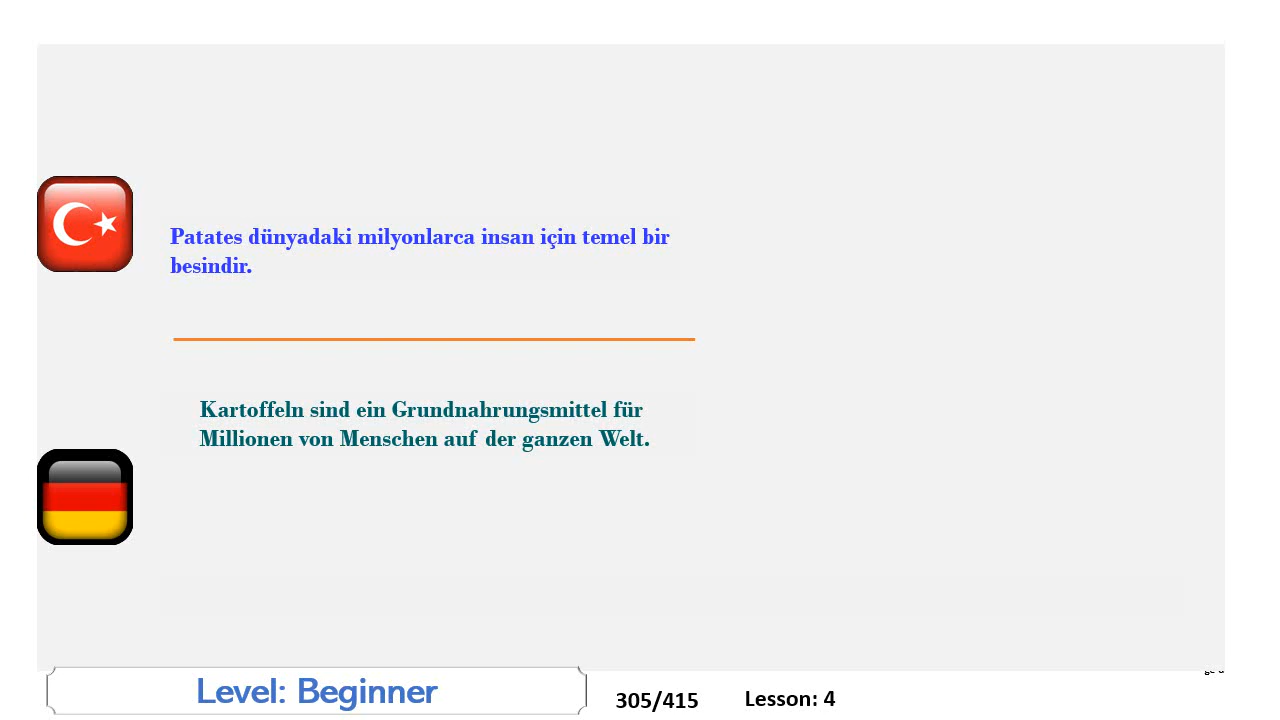 Patates dünyadaki milyonlarca insan için temel bir
besindir.
Kartoffeln sind ein Grundnahrungsmittel für
Millionen von Menschen auf der ganzen Welt.
Level: Beginner
305/415
Lesson: 4